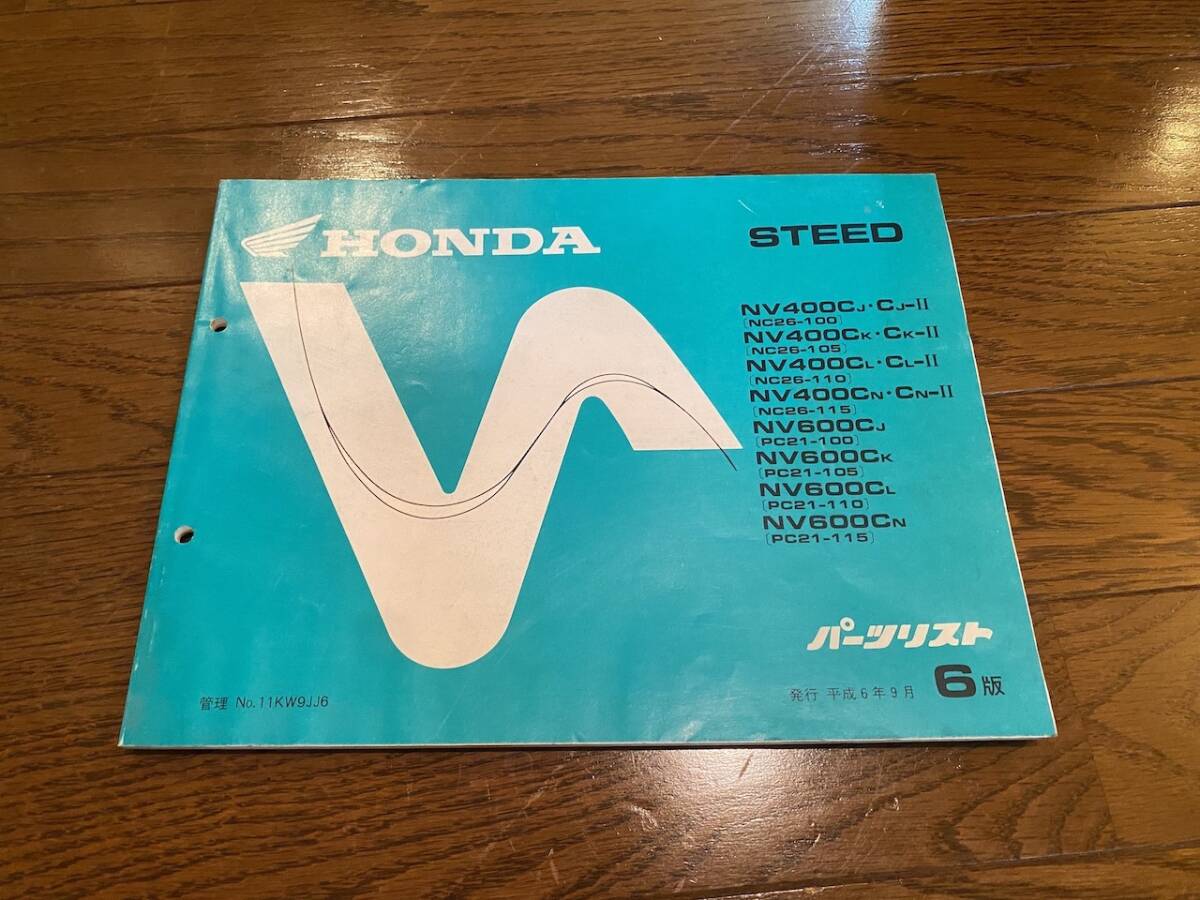 HONDA
STEED
NV400CJ・CJ-II
(NC26-100)
NV400CK・CK-II
(NC26-105)
NV400CL・CL-II
(NC26-110)
NV400CN・CN-II
(NC26-115)
NV600CJ
(PC21-100)
NV600CK
(PC21-105)
NV600CL
(PC21-110)
NV600CN
(PC21-115)
パーツリスト
管理 No.11KW9JJ6
発行 平成6年9月 6版